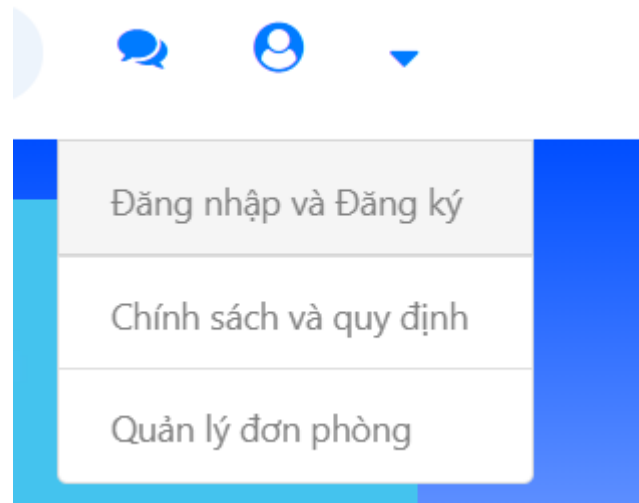 Đăng nhập và Đăng ký
Chính sách và quy định
Quản lý đơn phòng